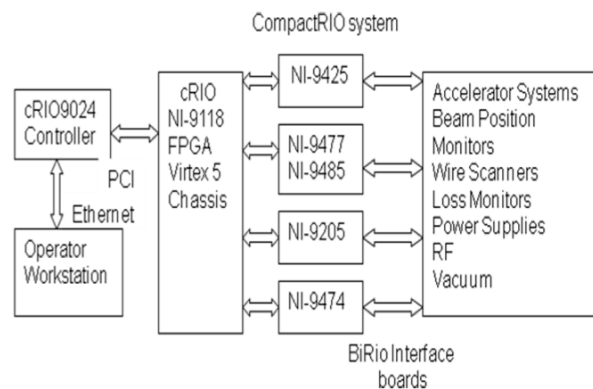 CompactRIO system
cRIO9024
Controller
PCI
Ethernet
Operator
Workstation
cRIO
NI-9118
FPGA
Virtex 5
Chassis
NI-9425
NI-9477
NI-9485
NI-9205
NI-9474
Accelerator Systems
Beam Position
Monitors
Wire Scanners
Loss Monitors
Power Supplies
RF
Vacuum
BiRio Interface
boards